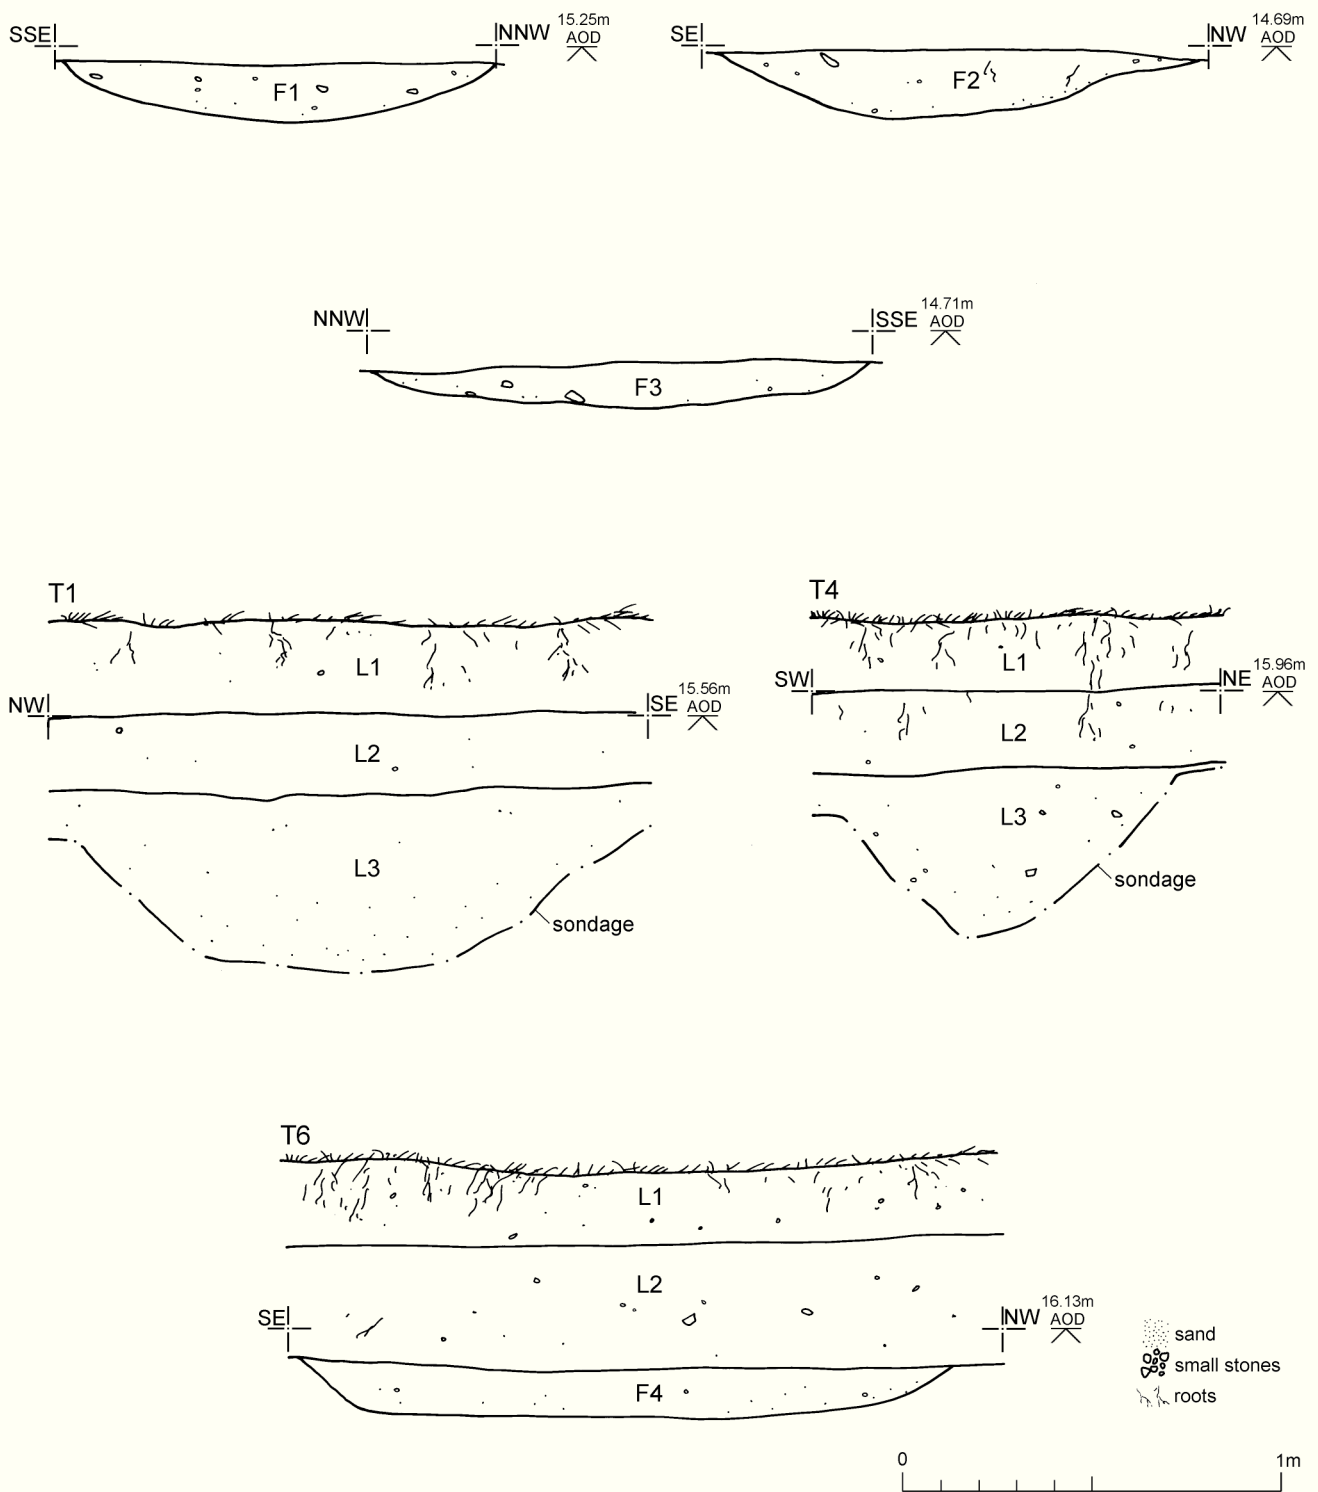 SSE
NNW
15.25m
AOD
F1
SE
NW
14.69m
AOD
F2
NNW
SSE
14.71m
AOD
F3
T1
L1
NW
SE
15.56m
AOD
L2
L3
sondage
T4
L1
SW
NE
15.96m
AOD
L2
L3
sondage
T6
L1
L2
SE
NW
16.13m
AOD
F4
sand
small stones
roots
0
1m